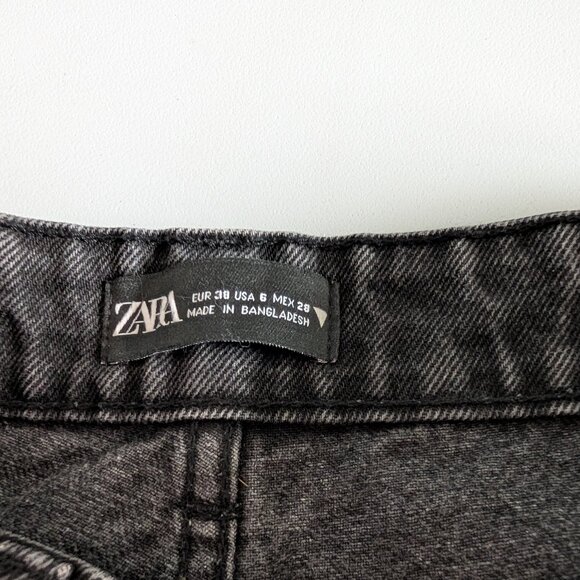 ZARA
EUR 38 USA 6 MEX 28
MADE IN BANGLADESH